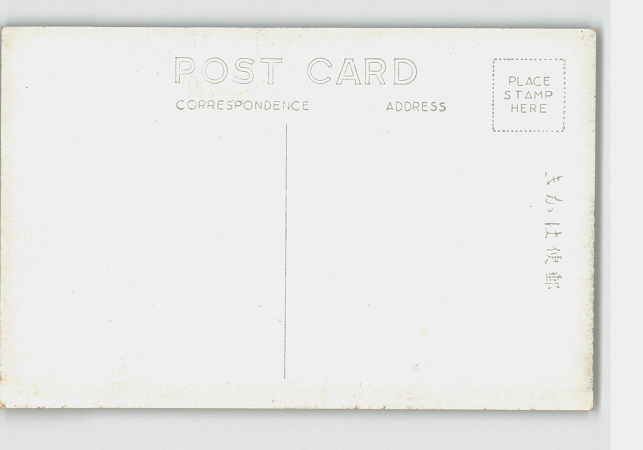 POST CARD
CORRESPONDENCE
ADDRESS
PLACE
STAMP
HERE
きかは便郵